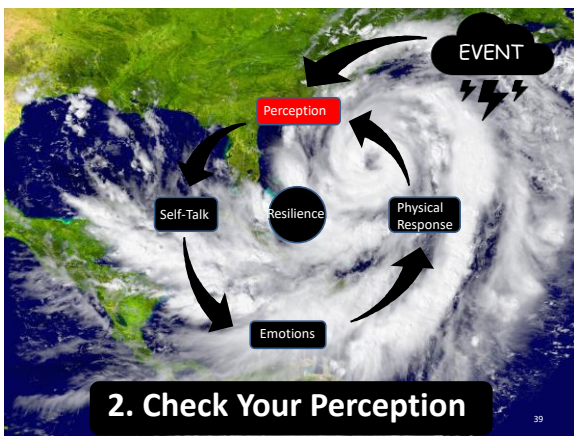 EVENT
Perception
Self-Talk
Resilience
Physical
Response
Emotions
2. Check Your Perception
39